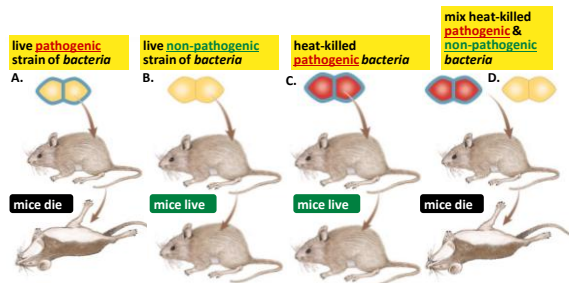 live pathogenic
strain of bacteria
A.
live non-pathogenic
strain of bacteria
B.
heat-killed
pathogenic bacteria
C.
mix heat-killed
pathogenic &
non-pathogenic
bacteria
D.
mice die
mice live
mice live
mice die